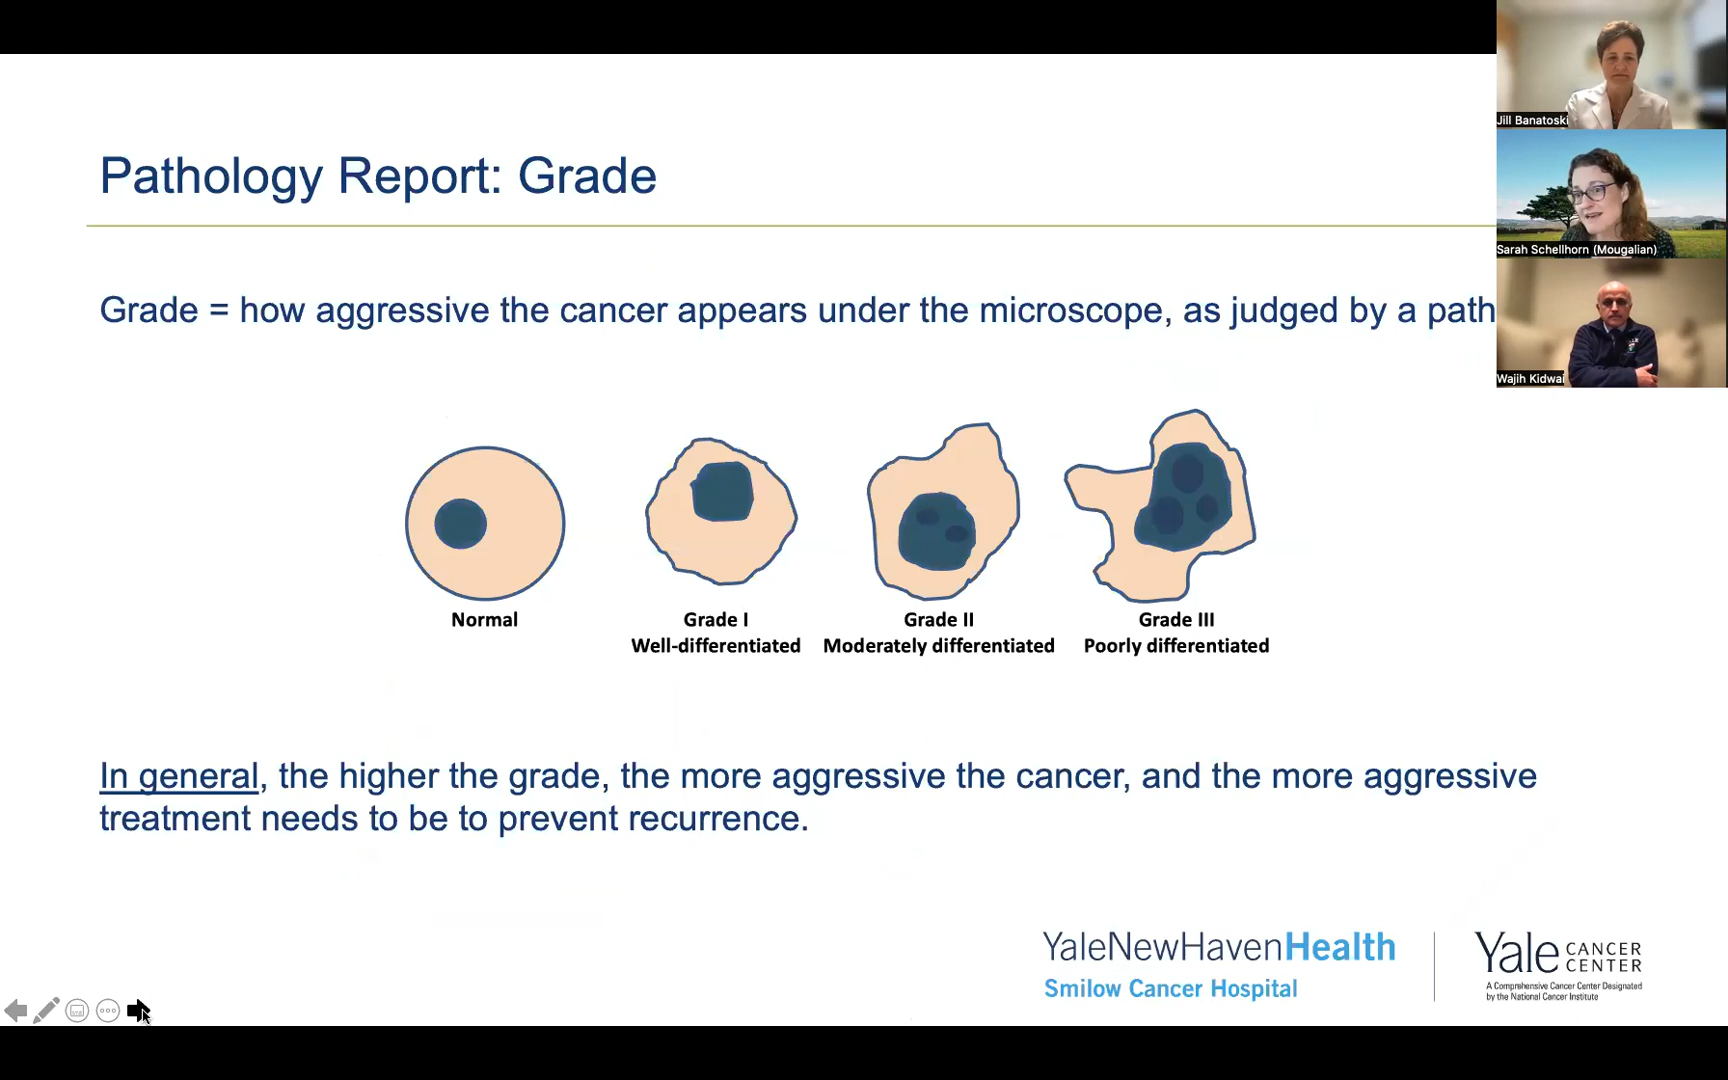 Pathology Report: Grade
Grade = how aggressive the cancer appears under the microscope, as judged by a path
Jill Banatoski
Sarah Schellhorn (Mougalian)
Wajih Kidwai
Normal
Grade I
Well-differentiated
Grade II
Moderately differentiated
Grade III
Poorly differentiated
In general, the higher the grade, the more aggressive the cancer, and the more aggressive
treatment needs to be to prevent recurrence.
YaleNewHavenHealth
Smilow Cancer Hospital
Yale CANCER CENTER
A Comprehensive Cancer Center Designated
by the National Cancer Institute